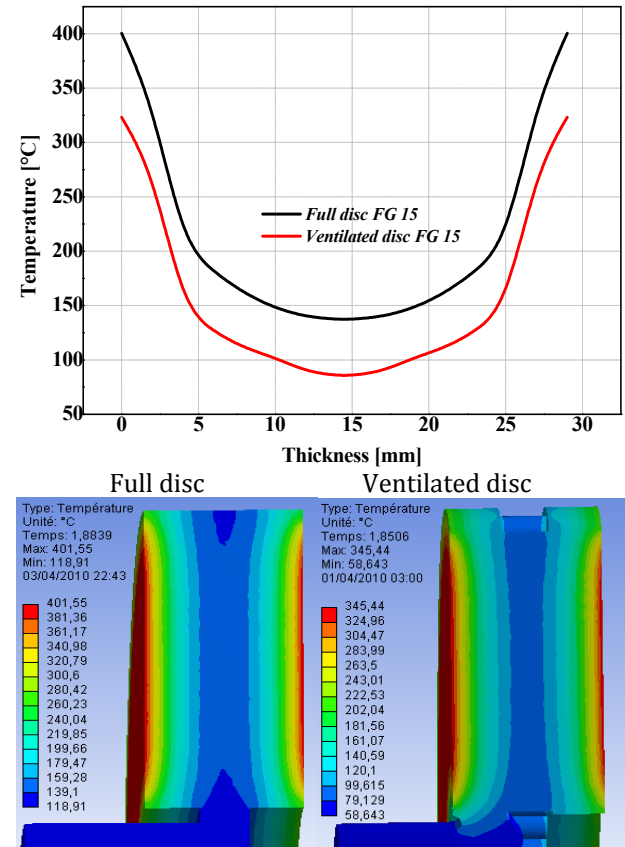 400
350
300
250
200
150
100
50
Temperature [°C]
Full disc FG 15
Ventilated disc FG 15
0 5 10 15 20 25 30
Thickness [mm]
Full disc Ventilated disc
Type: Température
Unité: °C
Temps: 1,8839
Max: 401,55
Min: 118,91
03/04/2010 22:43
401,55
381,36
361,17
340,98
320,79
300,6
280,42
260,23
240,04
219,85
199,66
179,47
159,28
139,1
118,91
Type: Température
Unité: °C
Temps: 1,8506
Max: 345,44
Min: 58,643
01/04/2010 03:00
345,44
324,96
304,47
283,99
263,5
243,01
222,53
202,04
181,56
161,07
140,59
120,1
99,615
79,129
58,643